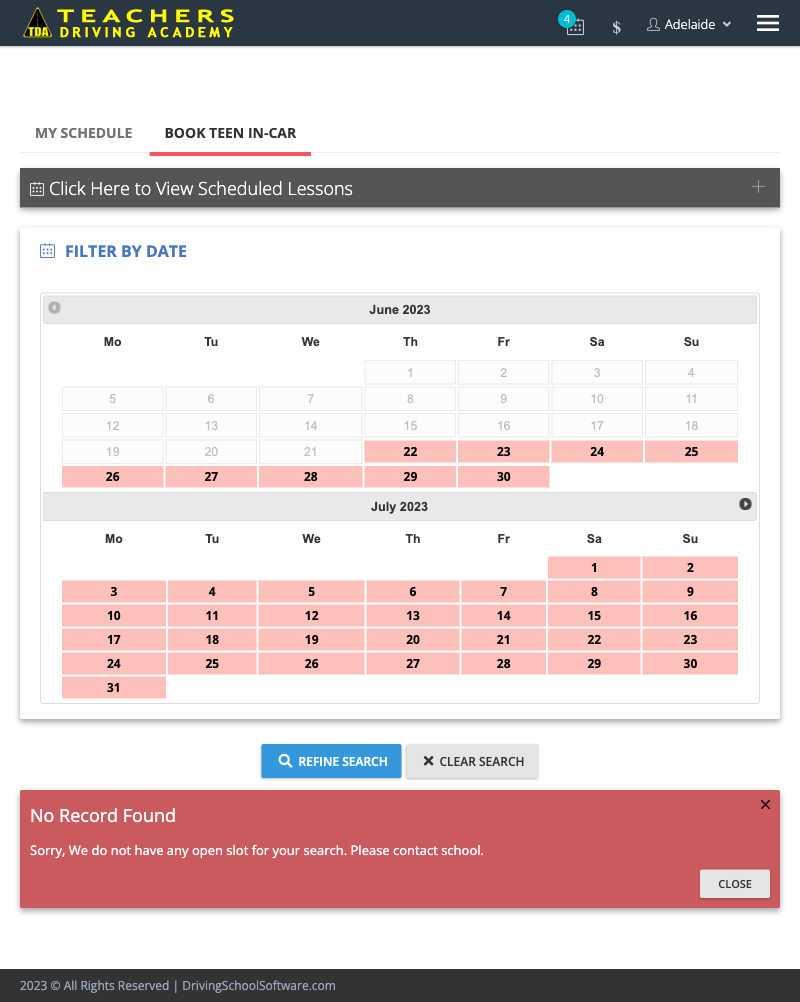 TDA TEACHERS
DRIVING ACADEMY
4
$
Adelaide
MY SCHEDULE BOOK TEEN IN-CAR
Click Here to View Scheduled Lessons
FILTER BY DATE
June 2023
Mo Tu We Th Fr Sa Su
1 2 3 4
5 6 7 8 9 10 11
12 13 14 15 16 17 18
19 20 21 22 23 24 25
26 27 28 29 30
July 2023
Mo Tu We Th Fr Sa Su
1 2
3 4 5 6 7 8 9
10 11 12 13 14 15 16
17 18 19 20 21 22 23
24 25 26 27 28 29 30
31
REFINE SEARCH CLEAR SEARCH
No Record Found
Sorry, We do not have any open slot for your search. Please contact school.
CLOSE
2023 © All Rights Reserved | DrivingSchoolSoftware.com